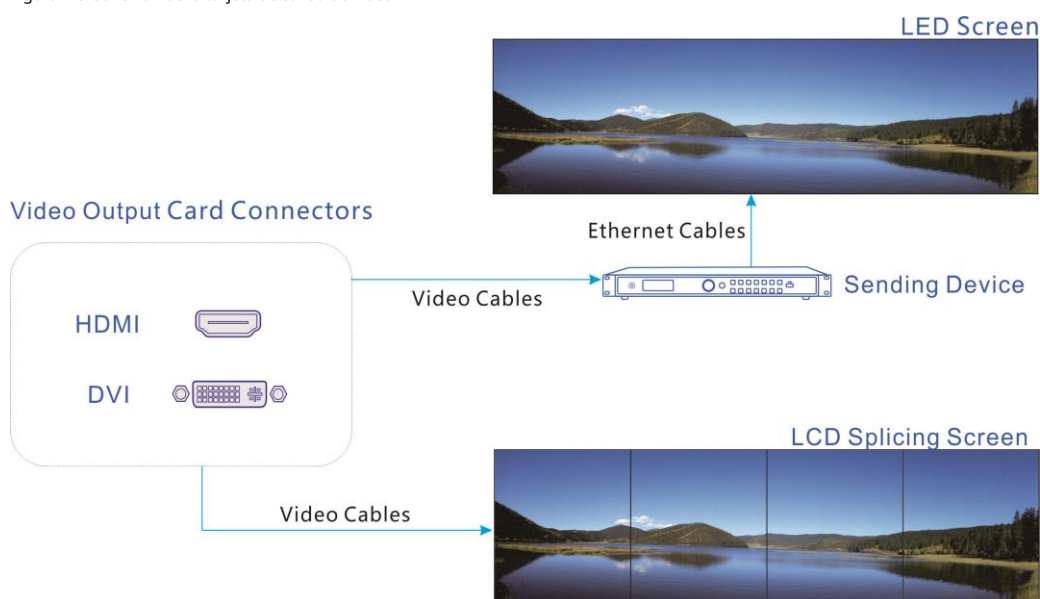 LED Screen
Video Output Card Connectors
Ethernet Cables
Sending Device
Video Cables
HDMI
DVI
LCD Splicing Screen
Video Cables